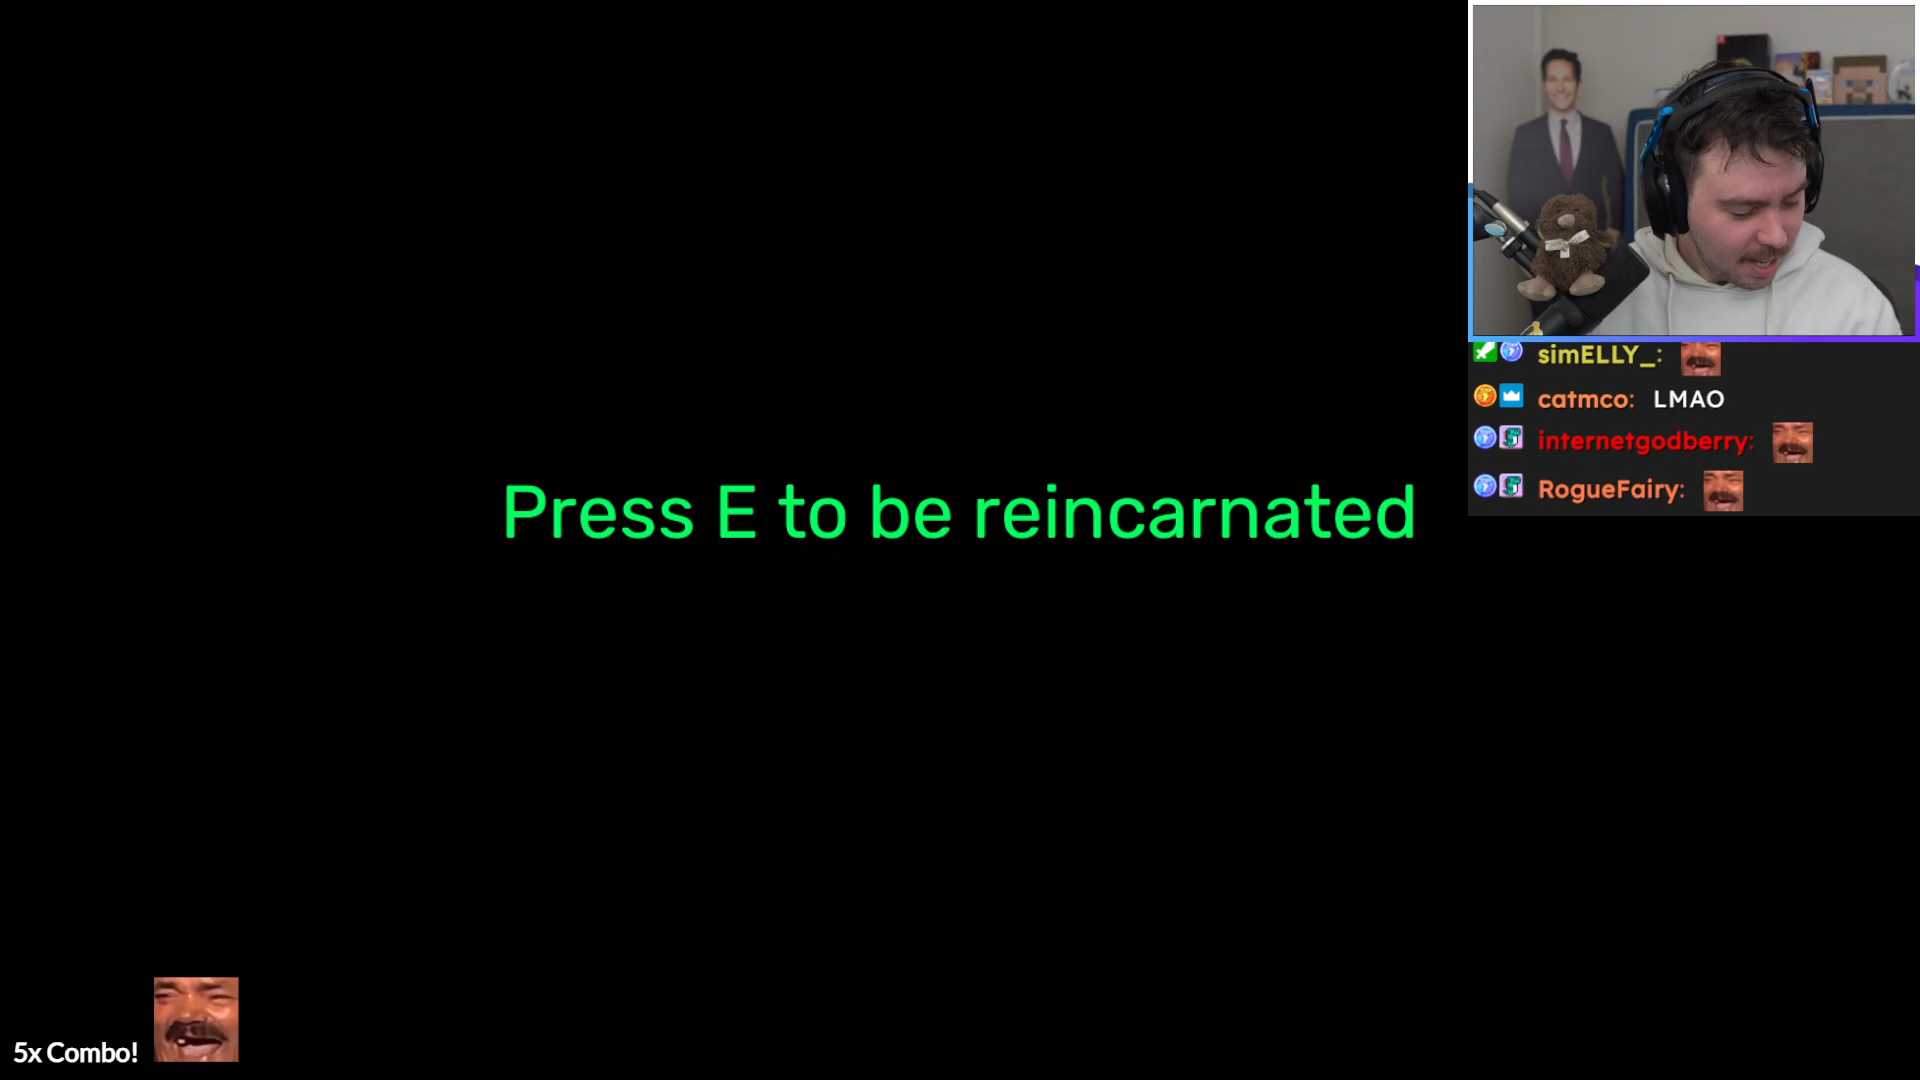 Press E to be reincarnated
simELLY_:
catmco: LMAO
internetgodberry:
RogueFairy:
5x Combo!